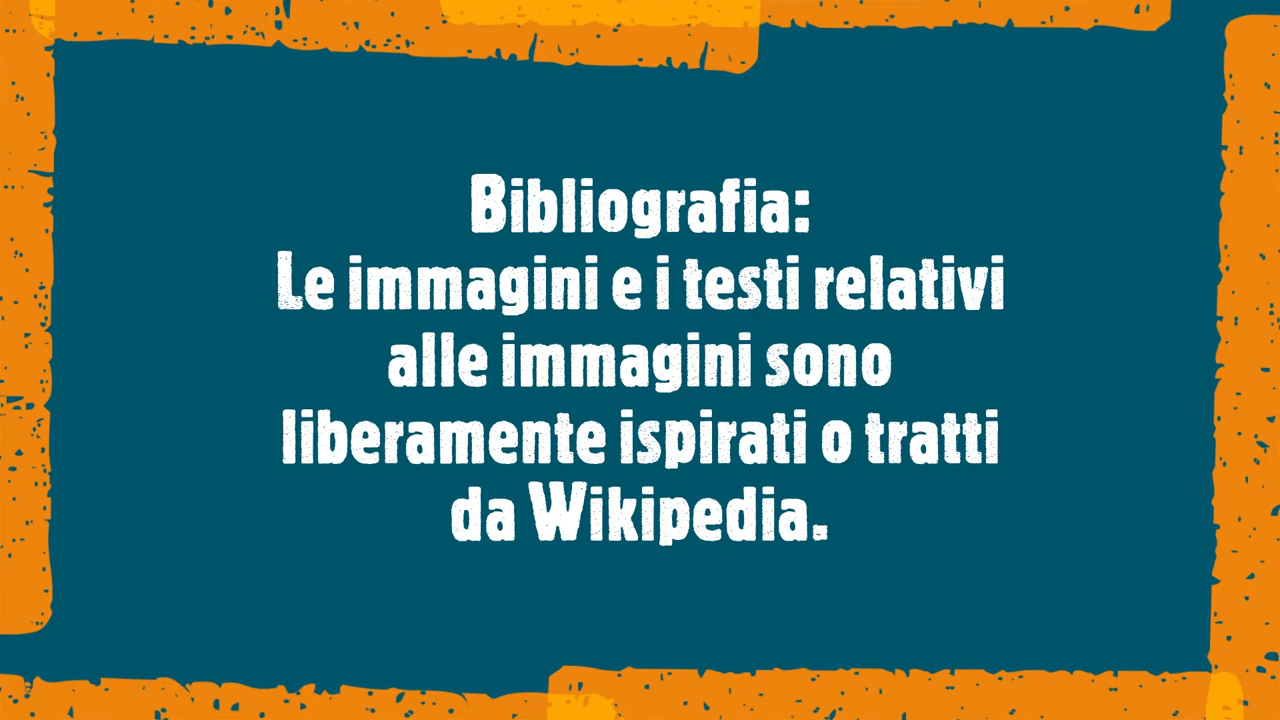 Bibliografia:
Le immagini e i testi relativi
alle immagini sono
liberamente ispirati o tratti
da Wikipedia.